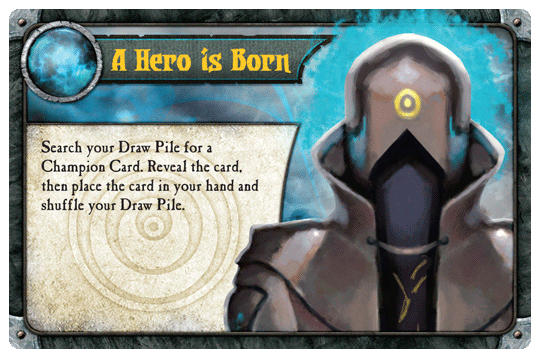 A Hero is Born
Search your Draw Pile for a
Champion Card. Reveal the card,
then place the card in your hand and
shuffle your Draw Pile.